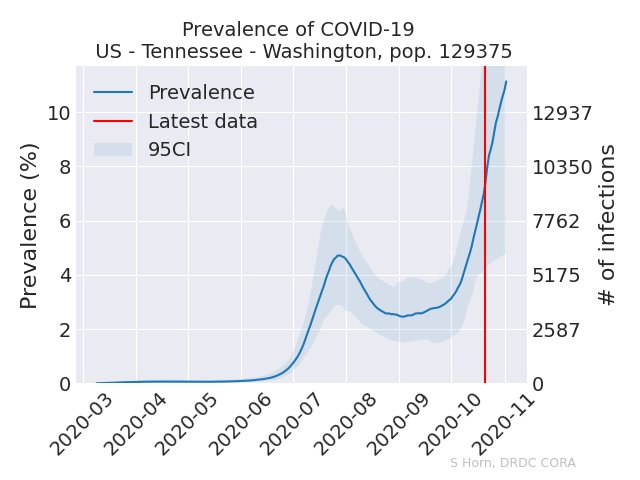 Prevalence of COVID-19
US - Tennessee - Washington, pop. 129375
Prevalence
Latest data
95CI
Prevalence (%)
10
8
6
4
2
0
12937
10350
7762
5175
2587
0
# of infections
2020-03
2020-04
2020-05
2020-06
2020-07
2020-08
2020-09
2020-10
2020-11
S Horn, DRDC CORA